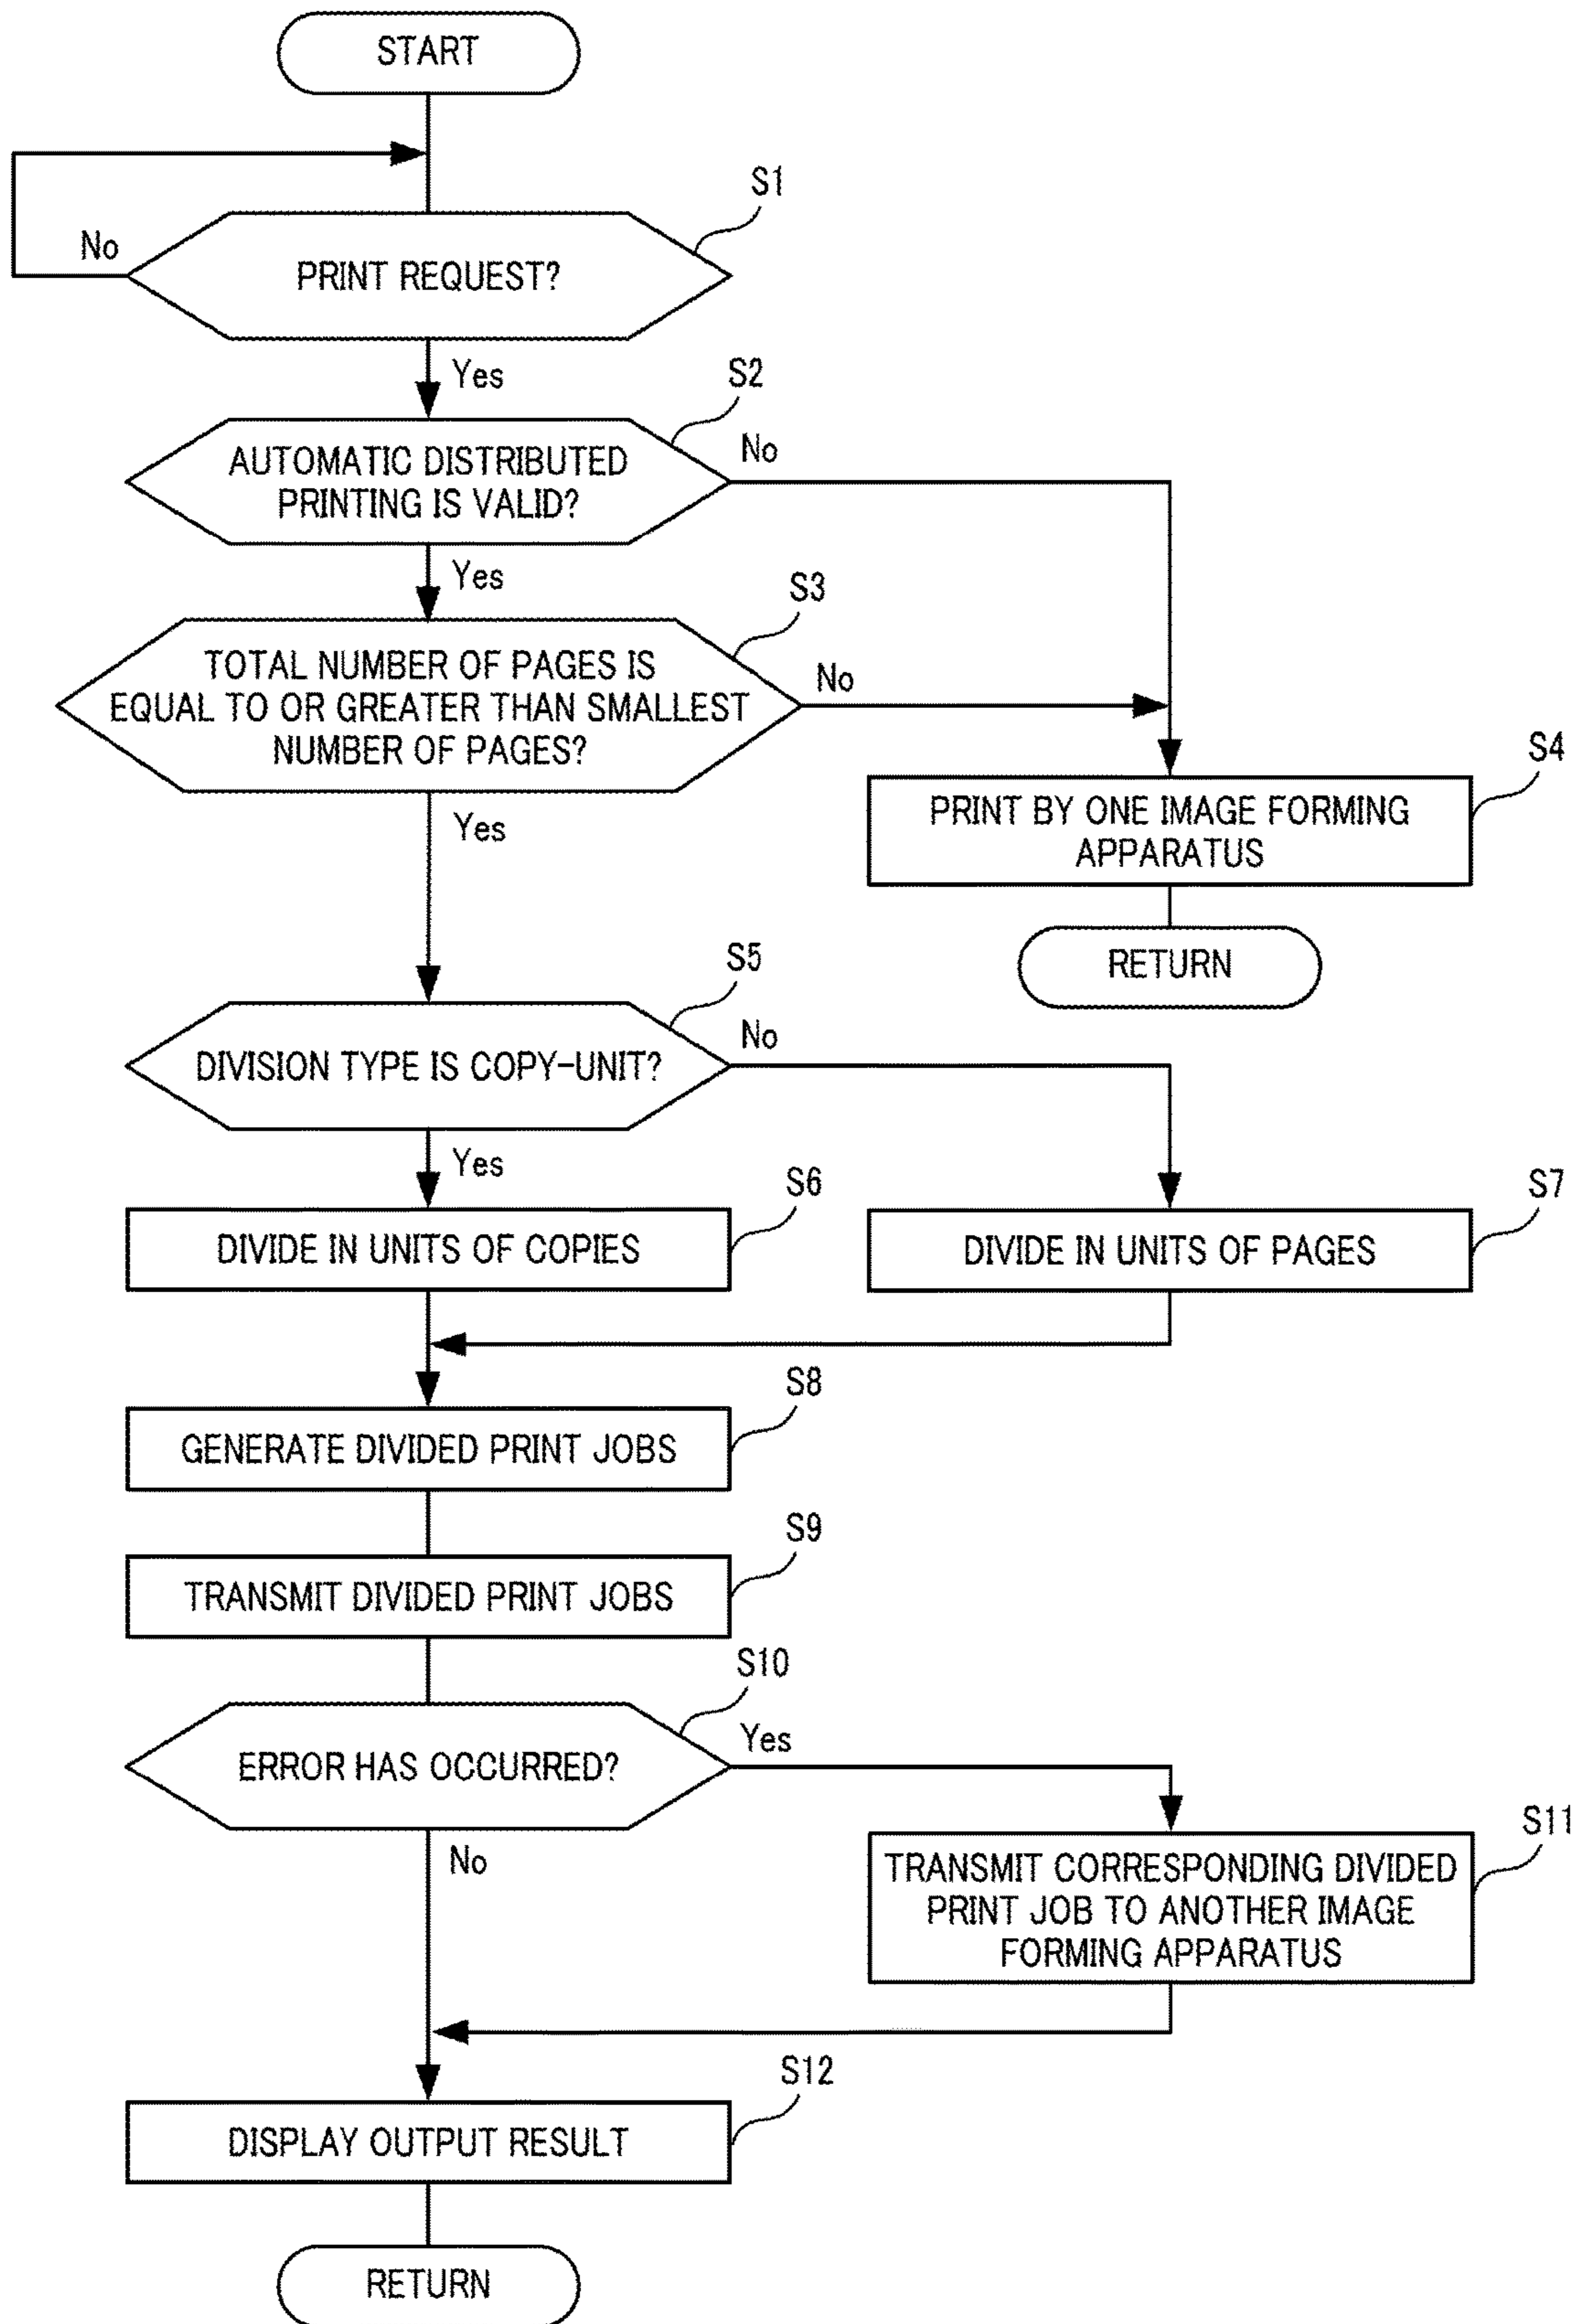 START
S1
No
PRINT REQUEST?
Yes
S2
AUTOMATIC DISTRIBUTED
PRINTING IS VALID?
No
Yes
S3
TOTAL NUMBER OF PAGES IS
EQUAL TO OR GREATER THAN SMALLEST
NUMBER OF PAGES?
No
Yes
S4
PRINT BY ONE IMAGE FORMING
APPARATUS
RETURN
S5
DIVISION TYPE IS COPY-UNIT?
No
Yes
S6
DIVIDE IN UNITS OF COPIES
S7
DIVIDE IN UNITS OF PAGES
S8
GENERATE DIVIDED PRINT JOBS
S9
TRANSMIT DIVIDED PRINT JOBS
S10
ERROR HAS OCCURRED?
Yes
No
S11
TRANSMIT CORRESPONDING DIVIDED
PRINT JOB TO ANOTHER IMAGE
FORMING APPARATUS
S12
DISPLAY OUTPUT RESULT
RETURN